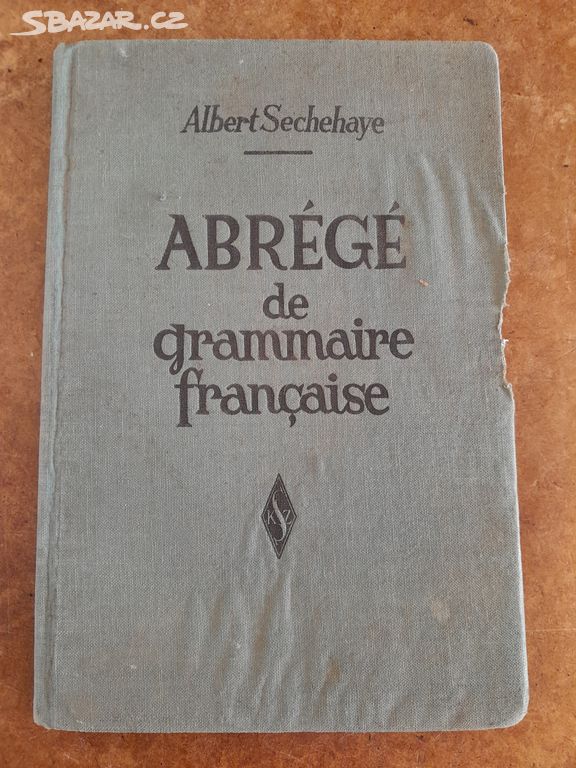 SBAZAR.CZ
Albert Sechehaye
ABRÉGÉ
de
grammaire
française
K S Z